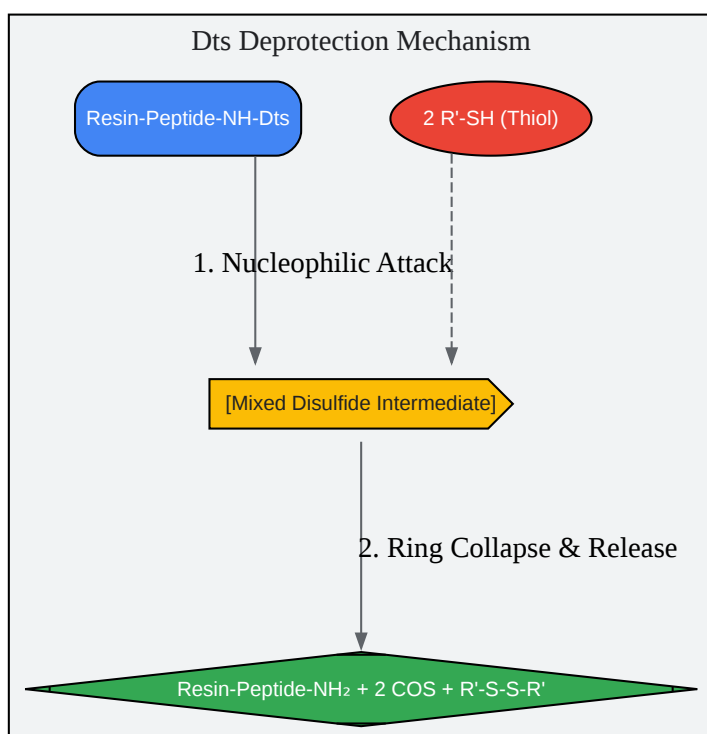 Dts Deprotection Mechanism
Resin-Peptide-NH-Dts
2 R'-SH (Thiol)
1. Nucleophilic Attack
[Mixed Disulfide Intermediate]
2. Ring Collapse & Release
Resin-Peptide-NH₂ + 2 COS + R'-S-S-R'